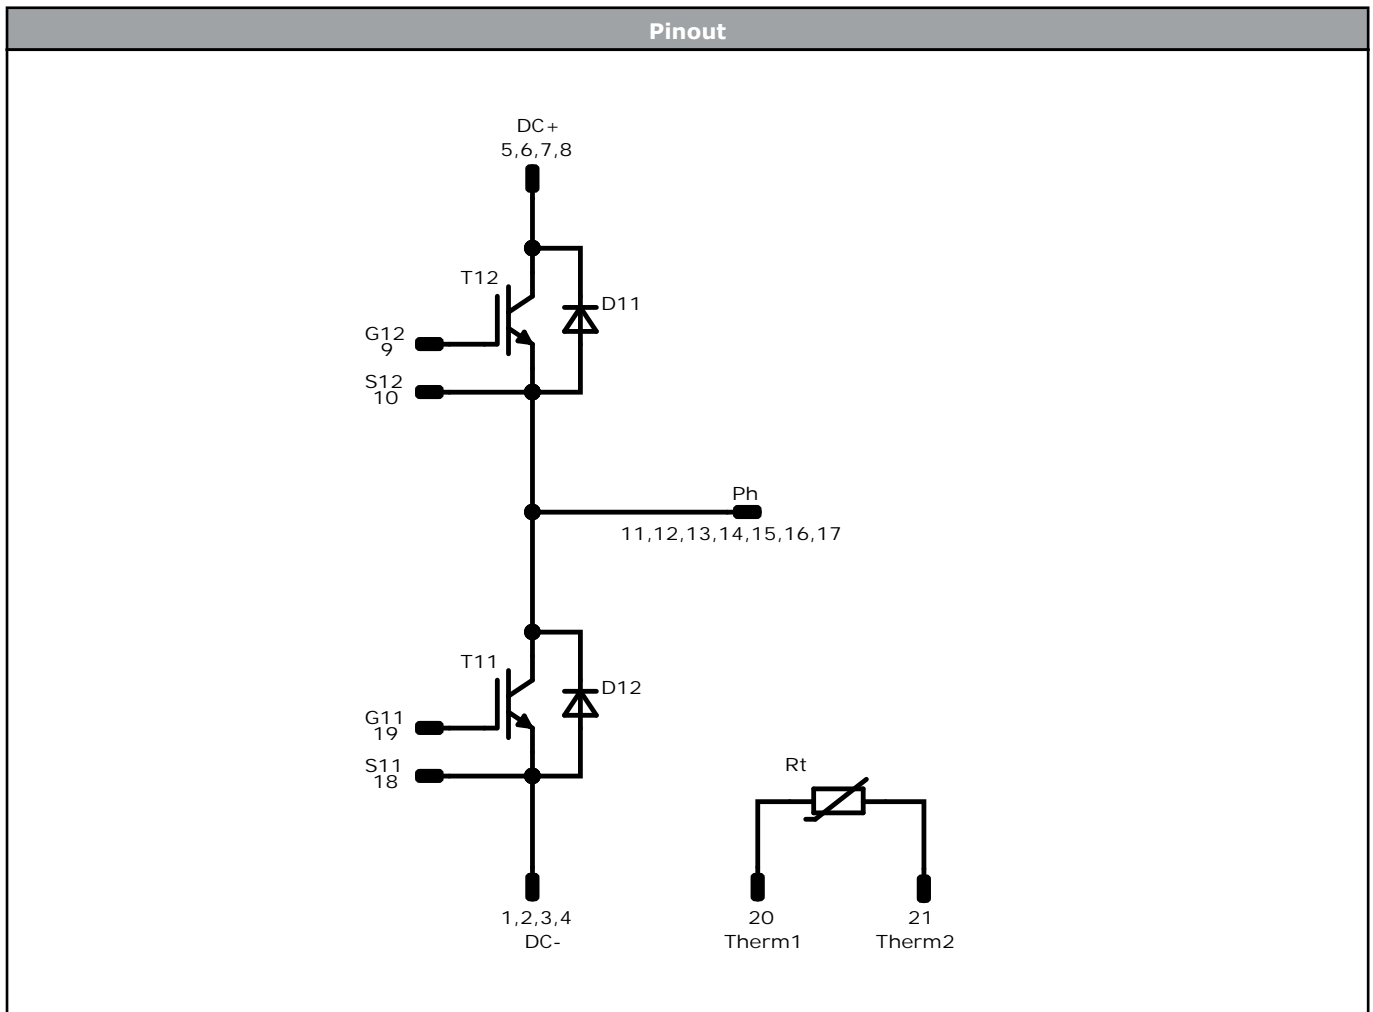 Pinout
DC+
5,6,7,8
T12
D11
G12
9
S12
10
Ph
11,12,13,14,15,16,17
T11
D12
G11
19
S11
18
Rt
1,2,3,4
DC-
20
Therm1
21
Therm2